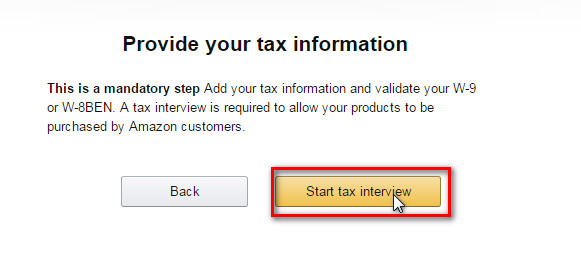 Provide your tax information
This is a mandatory step Add your tax information and validate your W-9
or W-8BEN. A tax interview is required to allow your products to be
purchased by Amazon customers.
Back
Start tax interview